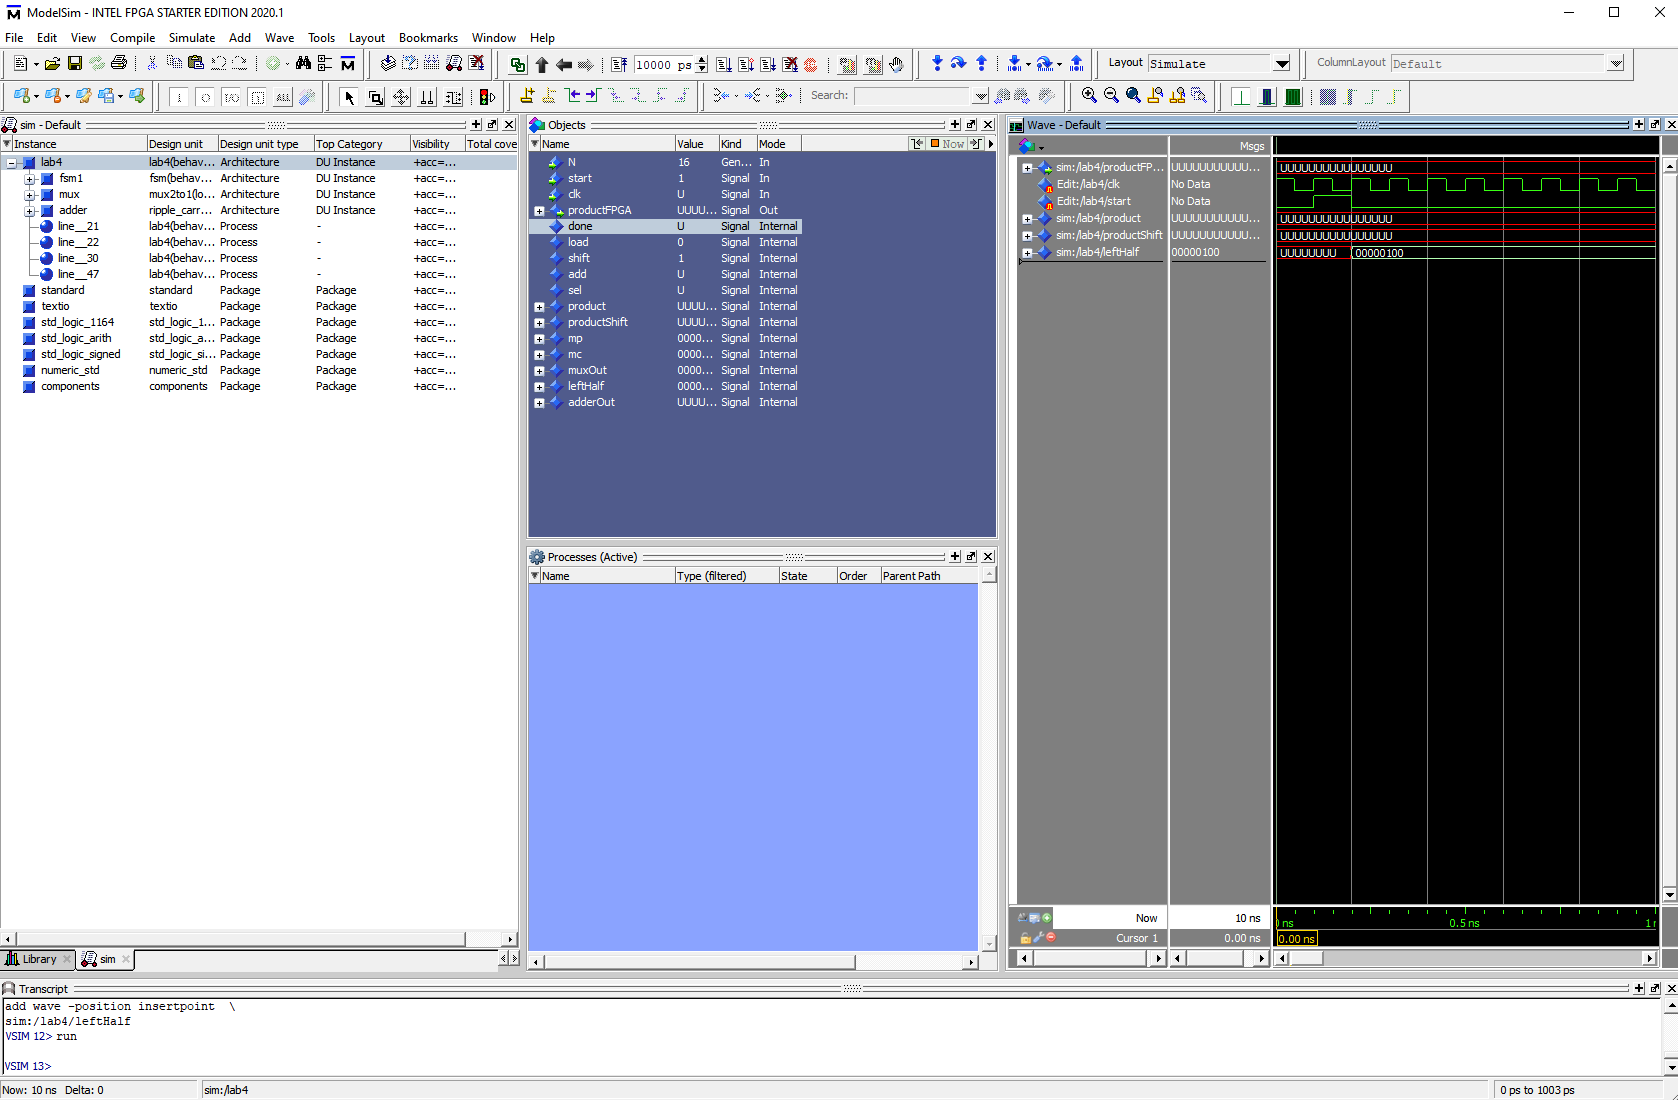 ModelSim - INTEL FPGA STARTER EDITION 2020.1
File Edit View Compile Simulate Add Wave Tools Layout Bookmarks Window Help
10000 ps
Layout Simulate
ColumnLayout Default
Search:
sim - Default
Instance Design unit Design unit type Top Category Visibility Total cove
lab4 lab4(behav... Architecture DU Instance +acc=...
fsm1 fsm(behav... Architecture DU Instance +acc=...
mux mux2to1(lo... Architecture DU Instance +acc=...
adder ripple_carr... Architecture DU Instance +acc=...
line__21 lab4(behav... Process - +acc=...
line__22 lab4(behav... Process - +acc=...
line__30 lab4(behav... Process - +acc=...
line__47 lab4(behav... Process - +acc=...
standard standard Package Package +acc=...
textio textio Package Package +acc=...
std_logic_1164 std_logic_1... Package Package +acc=...
std_logic_arith std_logic_a... Package Package +acc=...
std_logic_signed std_logic_si... Package Package +acc=...
numeric_std numeric_std Package Package +acc=...
components components Package Package +acc=...
Library
sim
Objects
Name Value Kind Mode
Now
N 16 Gen... In
start 1 Signal In
clk U Signal In
productFPGA UUUU... Signal Out
done U Signal Internal
load 0 Signal Internal
shift 1 Signal Internal
add U Signal Internal
sel U Signal Internal
product UUUU... Signal Internal
productShift UUUU... Signal Internal
mp 0000... Signal Internal
mc 0000... Signal Internal
muxOut 0000... Signal Internal
leftHalf 0000... Signal Internal
adderOut UUUU... Signal Internal
Processes (Active)
Name Type (filtered) State Order Parent Path
Wave - Default
Msgs
sim:/lab4/productFP... UUUUUUUUUUU... UUUUUUUUUUUUUUUU
Edit:/lab4/clk No Data
Edit:/lab4/start No Data
sim:/lab4/product UUUUUUUUUUU... UUUUUUUUUUUUUUUU
sim:/lab4/productShift UUUUUUUUUUU... UUUUUUUUUUUUUUUU
sim:/lab4/leftHalf 00000100 UUUUUUUU 00000100
Now 10 ns
0.5 ns
Cursor 1 0.00 ns
0.00 ns
Transcript
add wave -position insertpoint \
sim:/lab4/leftHalf
VSIM 12> run
VSIM 13>
Now: 10 ns Delta: 0 sim:/lab4 0 ps to 1003 ps